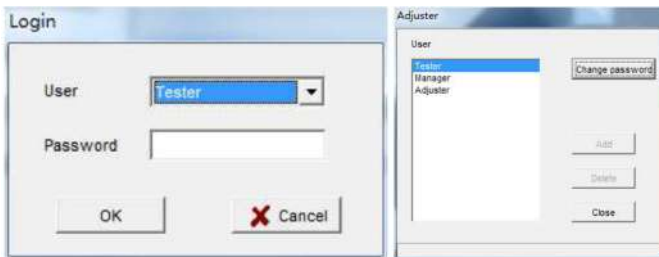 Login
User
Tester
Password
OK
Cancel
Adjuster
User
Tester
Manager
Adjuster
Change password
Add
Delete
Close